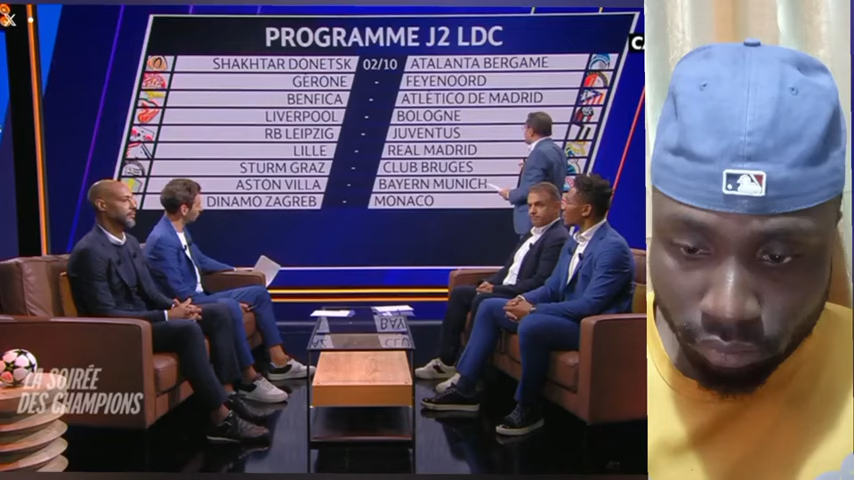 PROGRAMME J2 LDC
SHAKHTAR DONETSK 02/10 ATALANTA BERGAME
GÉRONE - FEYENOORD
BENFICA - ATLÉTICO DE MADRID
LIVERPOOL - BOLOGNE
RB LEIPZIG - JUVENTUS
LILLE - REAL MADRID
STURM GRAZ - CLUB BRUGES
ASTON VILLA - BAYERN MUNICH
DINAMO ZAGREB - MONACO
LA SOIRÉE
DES CHAMPIONS